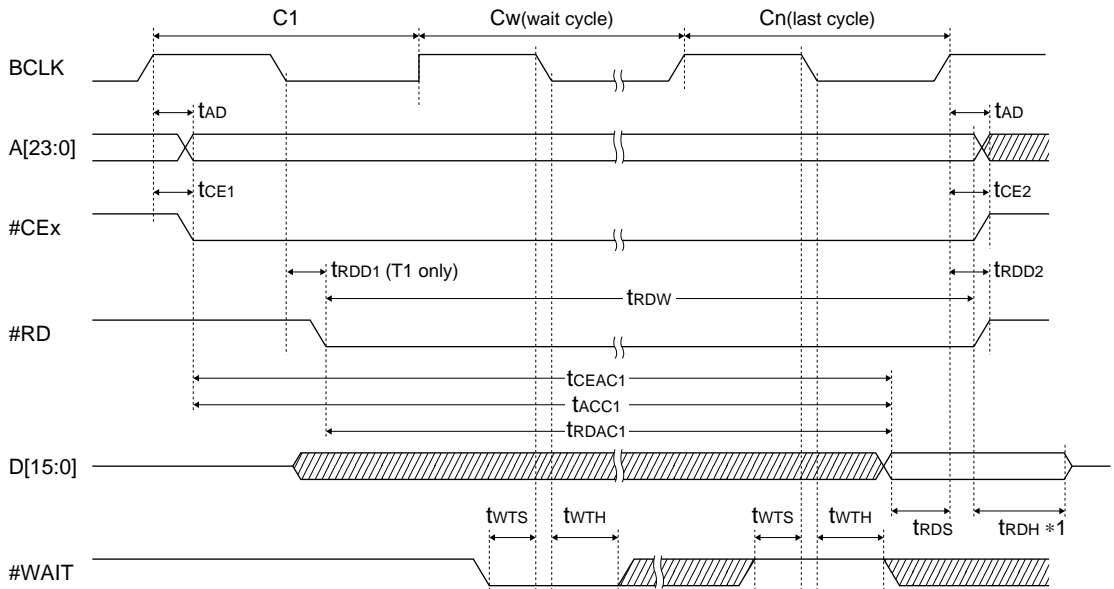 C1 Cw(wait cycle) Cn(last cycle)
BCLK
tAD tAD
A[23:0]
tCE1 tCE2
#CEx
tRDD1 (T1 only) tRDD2
tRDW
#RD
tCEAC1
tACC1
tRDAC1
D[15:0]
tWTS tWTH tWTS tWTH tRDS tRDH *1
#WAIT